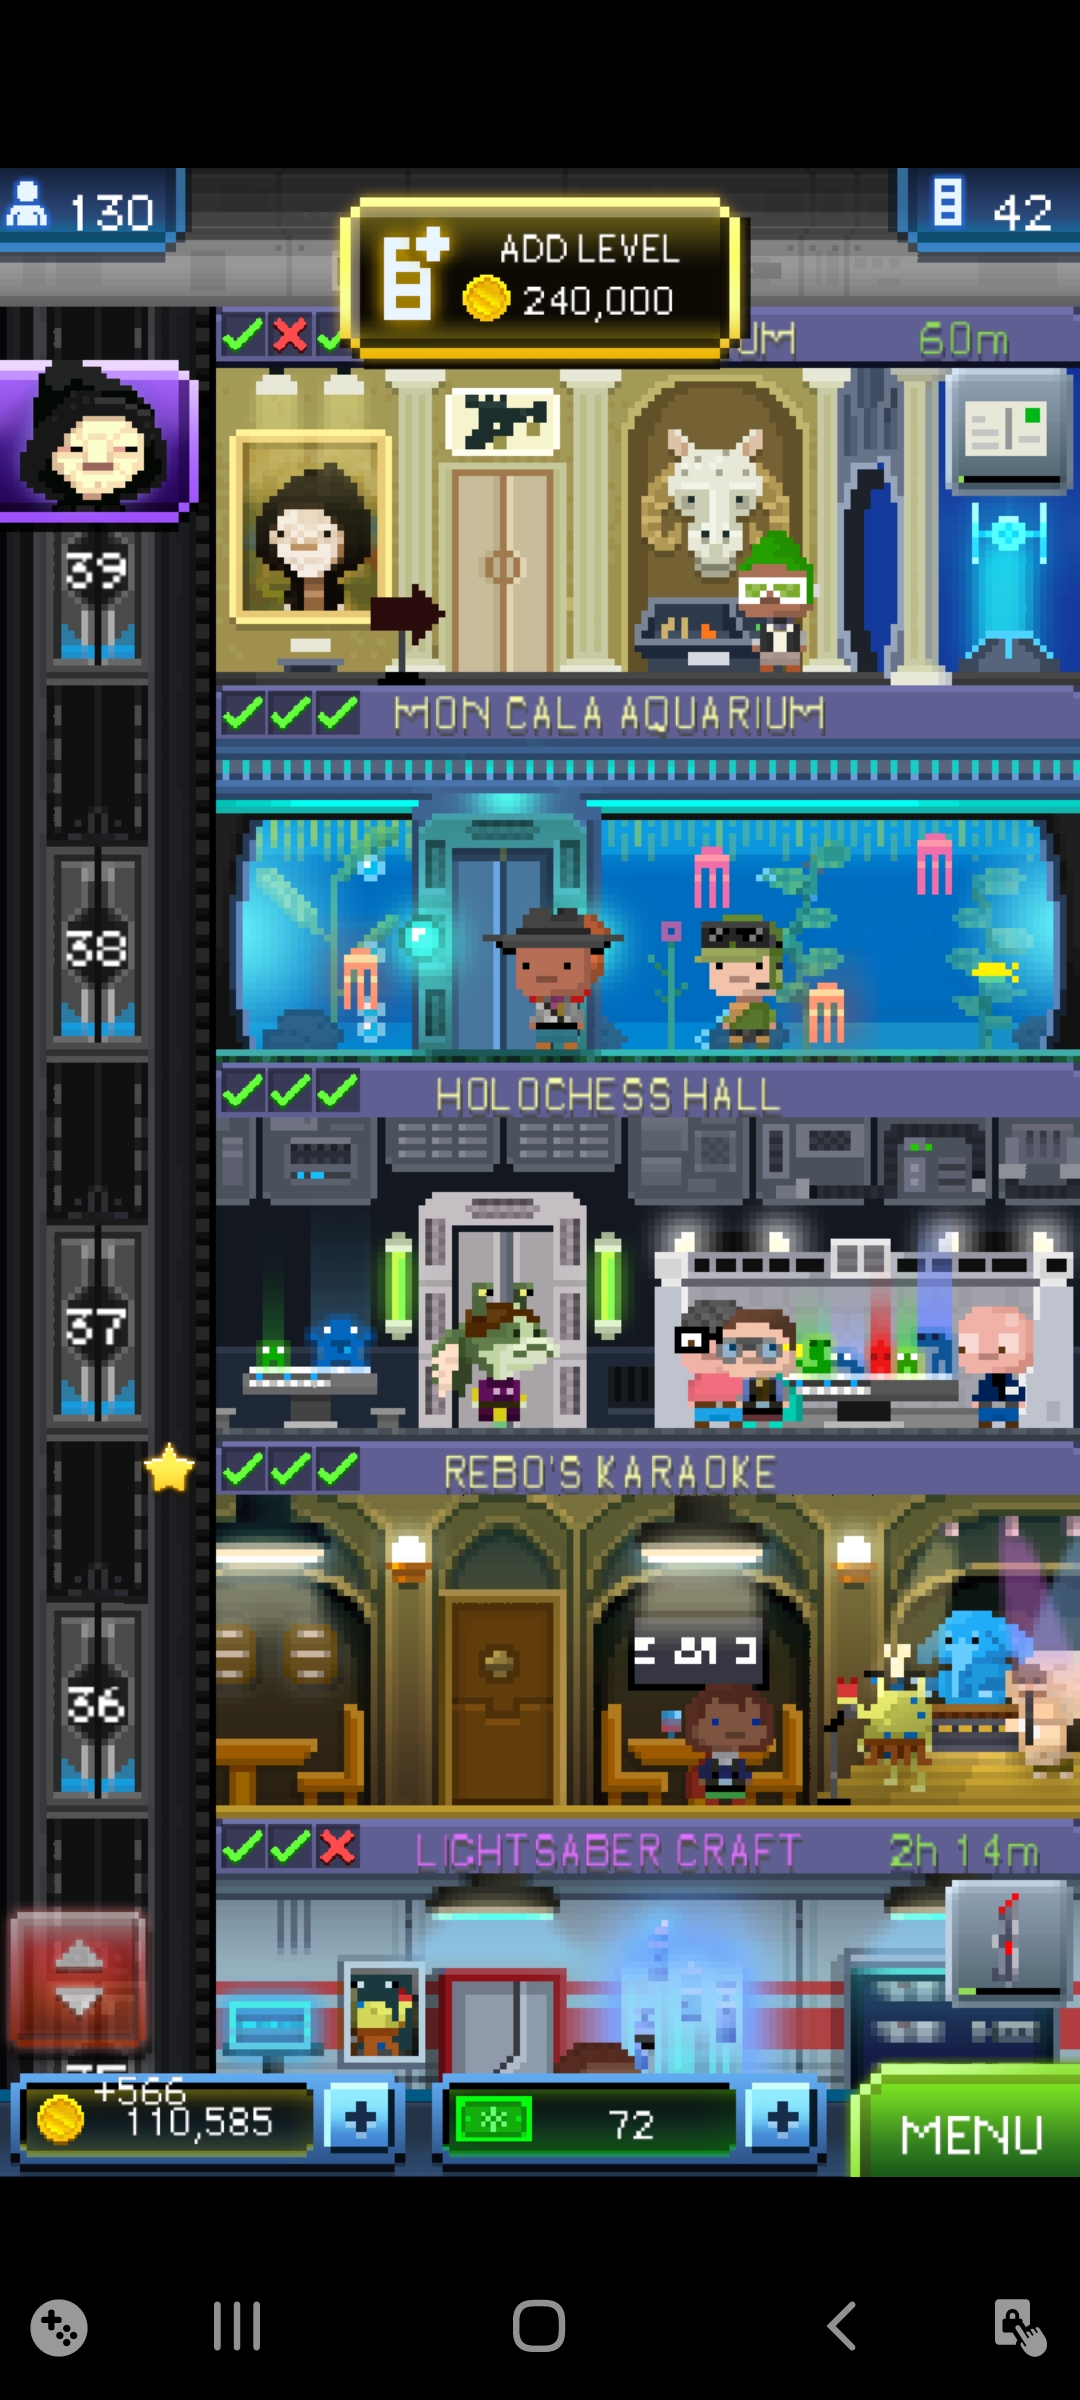 130
ADD LEVEL
240,000
42
UM
60m
39
MON CALA AQUARIUM
38
HOLOCHESS HALL
37
REBO'S KARAOKE
36
LIGHTSABER CRAFT
2h 14m
+566
110,585
72
MENU